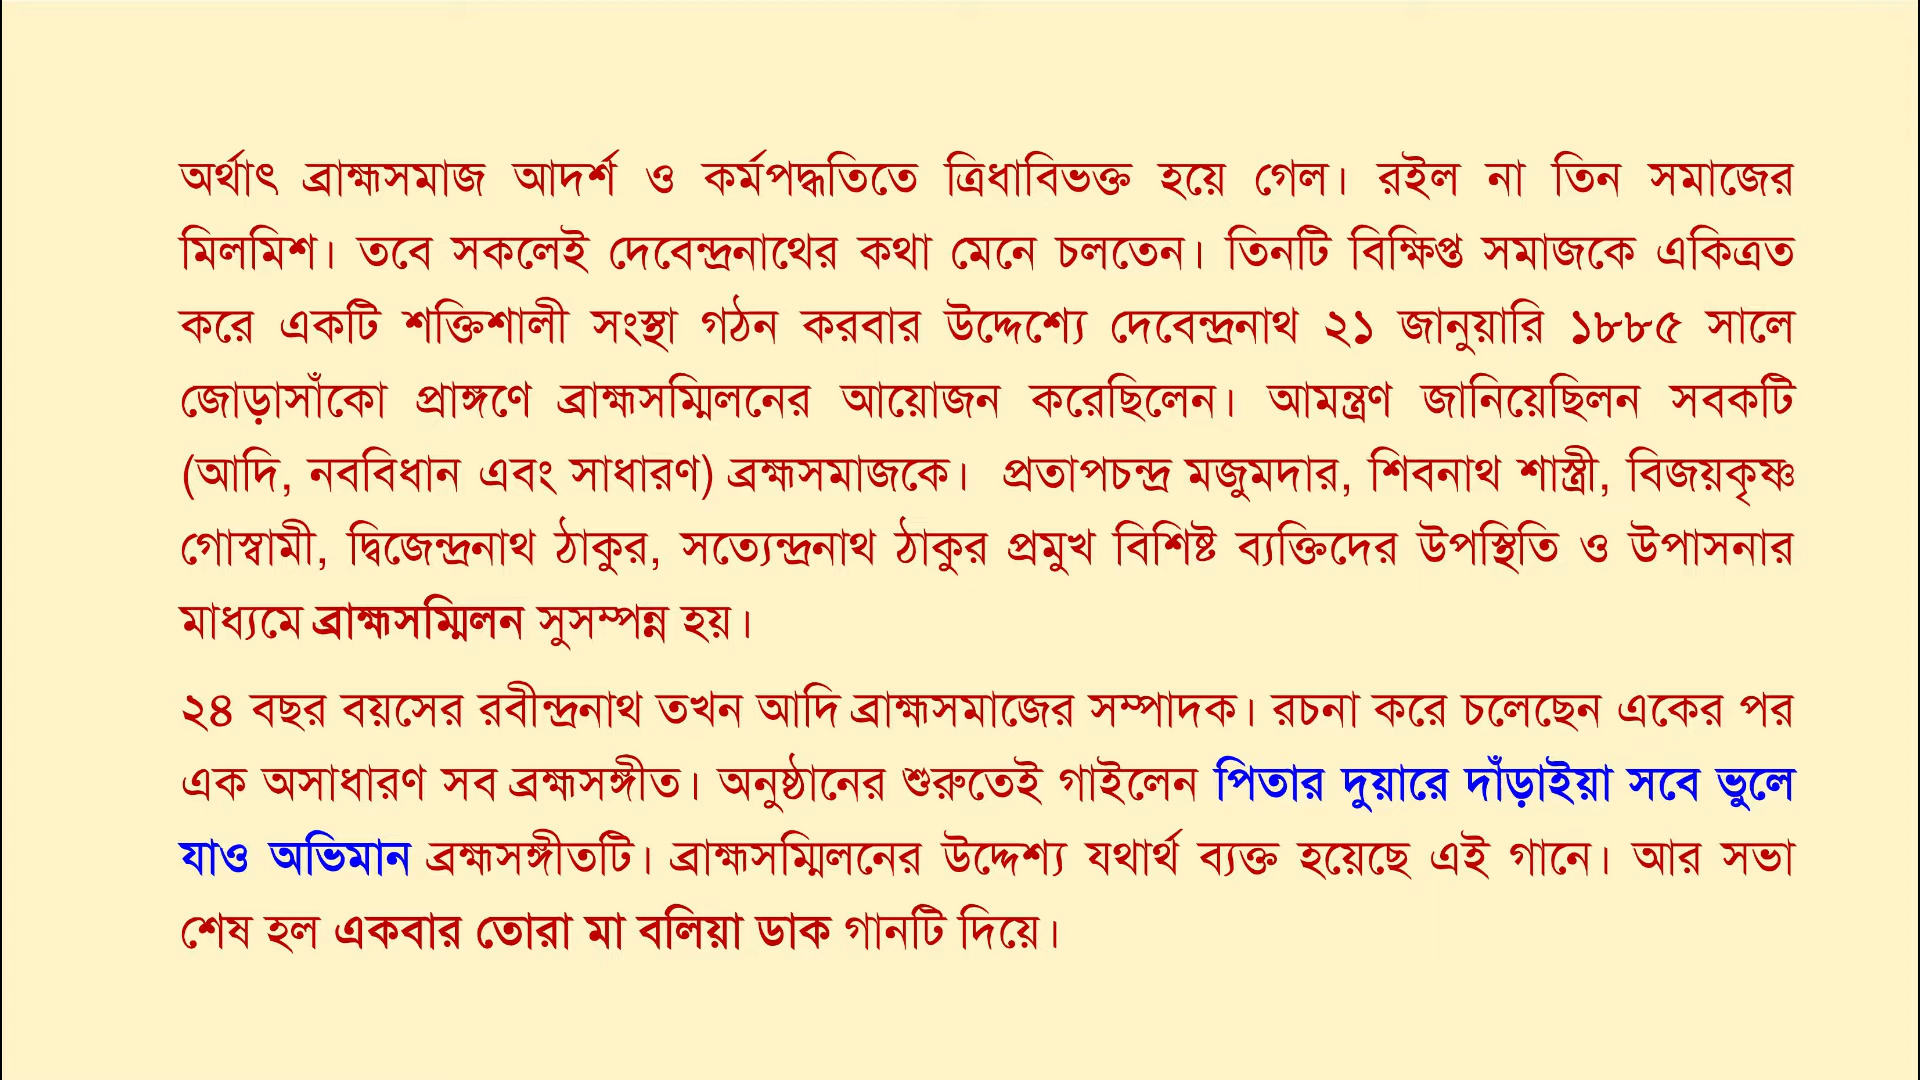 অর্থাৎ ব্রাহ্মসমাজ আদর্শ ও কর্মপদ্ধতিতে ত্রিধাবিভক্ত হয়ে গেল। রইল না তিন সমাজের
মিলমিশ। তবে সকলেই দেবেন্দ্রনাথের কথা মেনে চলতেন। তিনটি বিক্ষিপ্ত সমাজকে একিত্রত
করে একটি শক্তিশালী সংস্থা গঠন করবার উদ্দেশ্যে দেবেন্দ্রনাথ ২১ জানুয়ারি ১৮৮৫ সালে
জোড়াসাঁকো প্রাঙ্গণে ব্রাহ্মসম্মিলনের আয়োজন করেছিলেন। আমন্ত্রণ জানিয়েছিলন সবকটি
(আদি, নববিধান এবং সাধারণ) ব্রহ্মসমাজকে। প্রতাপচন্দ্র মজুমদার, শিবনাথ শাস্ত্রী, বিজয়কৃষ্ণ
গোস্বামী, দ্বিজেন্দ্রনাথ ঠাকুর, সত্যেন্দ্রনাথ ঠাকুর প্রমুখ বিশিষ্ট ব্যক্তিদের উপস্থিতি ও উপাসনার
মাধ্যমে ব্রাহ্মসম্মিলন সুসম্পন্ন হয়।
২৪ বছর বয়সের রবীন্দ্রনাথ তখন আদি ব্রাহ্মসমাজের সম্পাদক। রচনা করে চলেছেন একের পর
এক অসাধারণ সব ব্রহ্মসঙ্গীত। অনুষ্ঠানের শুরুতেই গাইলেন পিতার দুয়ারে দাঁড়াইয়া সবে ভুলে
যাও অভিমান ব্রহ্মসঙ্গীতটি। ব্রাহ্মসম্মিলনের উদ্দেশ্য যথার্থ ব্যক্ত হয়েছে এই গানে। আর সভা
শেষ হল একবার তোরা মা বলিয়া ডাক গানটি দিয়ে।